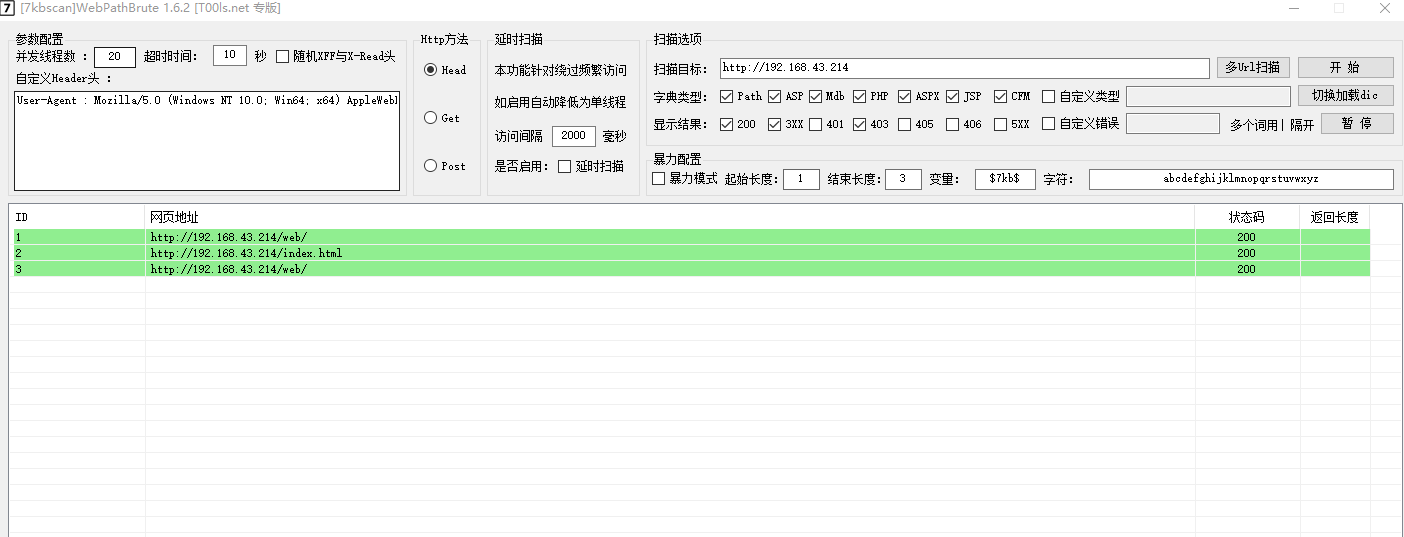 7 [7kbscan]WebPathBrute 1.6.2 [T00ls.net 专版]
参数配置
并发线程数 : 20 超时时间: 10 秒 随机XFF与X-Read头
自定义Header头 :
User-Agent : Mozilla/5.0 (Windows NT 10.0; Win64; x64) AppleWeb
Http方法
Head
Get
Post
延时扫描
本功能针对绕过频繁访问
如启用自动降低为单线程
访问间隔 2000 毫秒
是否启用: 延时扫描
扫描选项
扫描目标: http://192.168.43.214 多Url扫描 开 始
字典类型: Path ASP Mdb PHP ASPX JSP CFM 自定义类型 切换加载dic
显示结果: 200 3XX 401 403 405 406 5XX 自定义错误 多个词用| 隔开 暂 停
暴力配置
暴力模式 起始长度: 1 结束长度: 3 变量: $7kb$ 字符: abcdefghijklmnopqrstuvwxyz
ID 网页地址 状态码 返回长度
1 http://192.168.43.214/web/ 200
2 http://192.168.43.214/index.html 200
3 http://192.168.43.214/web/ 200